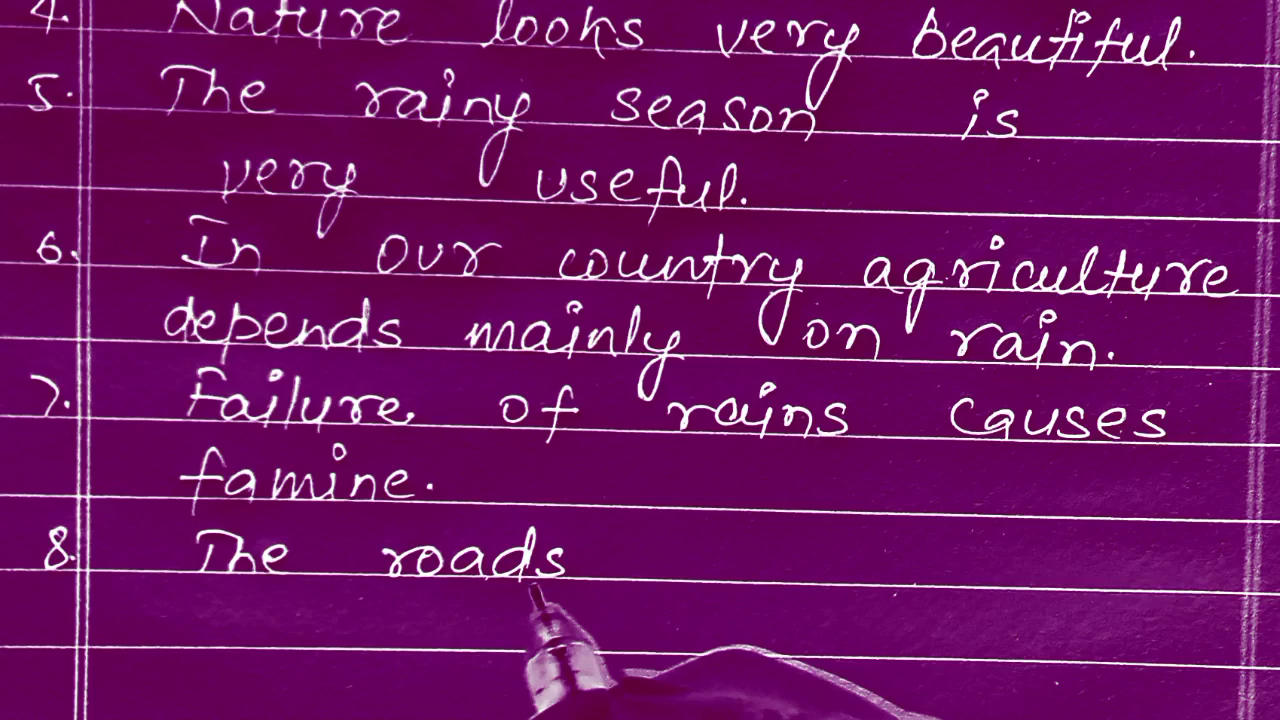 4. Nature looks very beautiful.
5. The rainy season is
very useful.
6. In our country agriculture
depends mainly on rain.
7. Failure of rains causes
famine.
8. The roads